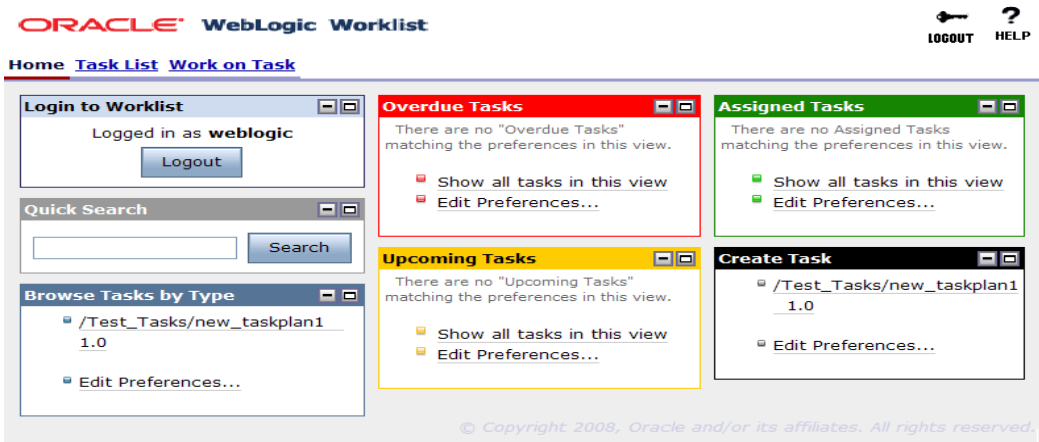 ORACLE WebLogic Worklist
LOGOUT
?
HELP
Home Task List Work on Task
Login to Worklist
Logged in as weblogic
Logout
Quick Search
Search
Browse Tasks by Type
/Test_Tasks/new_taskplan1
1.0
Edit Preferences...
Overdue Tasks
There are no "Overdue Tasks"
matching the preferences in this view.
Show all tasks in this view
Edit Preferences...
Upcoming Tasks
There are no "Upcoming Tasks"
matching the preferences in this view.
Show all tasks in this view
Edit Preferences...
Assigned Tasks
There are no Assigned Tasks
matching the preferences in this view.
Show all tasks in this view
Edit Preferences...
Create Task
/Test_Tasks/new_taskplan1
1.0
Edit Preferences...
© Copyright 2008, Oracle and/or its affiliates. All rights reserved.